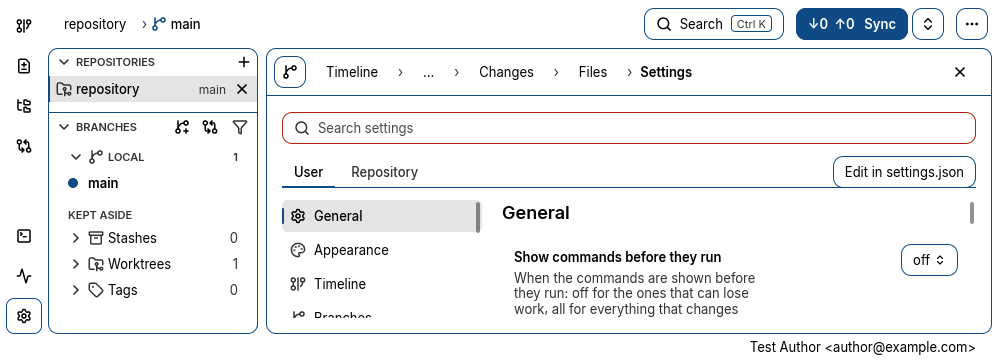 repository › main
Search Ctrl K
↓0 ↑0 Sync
REPOSITORIES
repository main
BRANCHES
LOCAL 1
main
KEPT ASIDE
Stashes 0
Worktrees 1
Tags 0
Timeline › ... › Changes › Files › Settings
Search settings
User Repository
Edit in settings.json
General
Appearance
Timeline
Branches
General
Show commands before they run
off
When the commands are shown before
they run: off for the ones that can lose
work, all for everything that changes
Test Author <author@example.com>